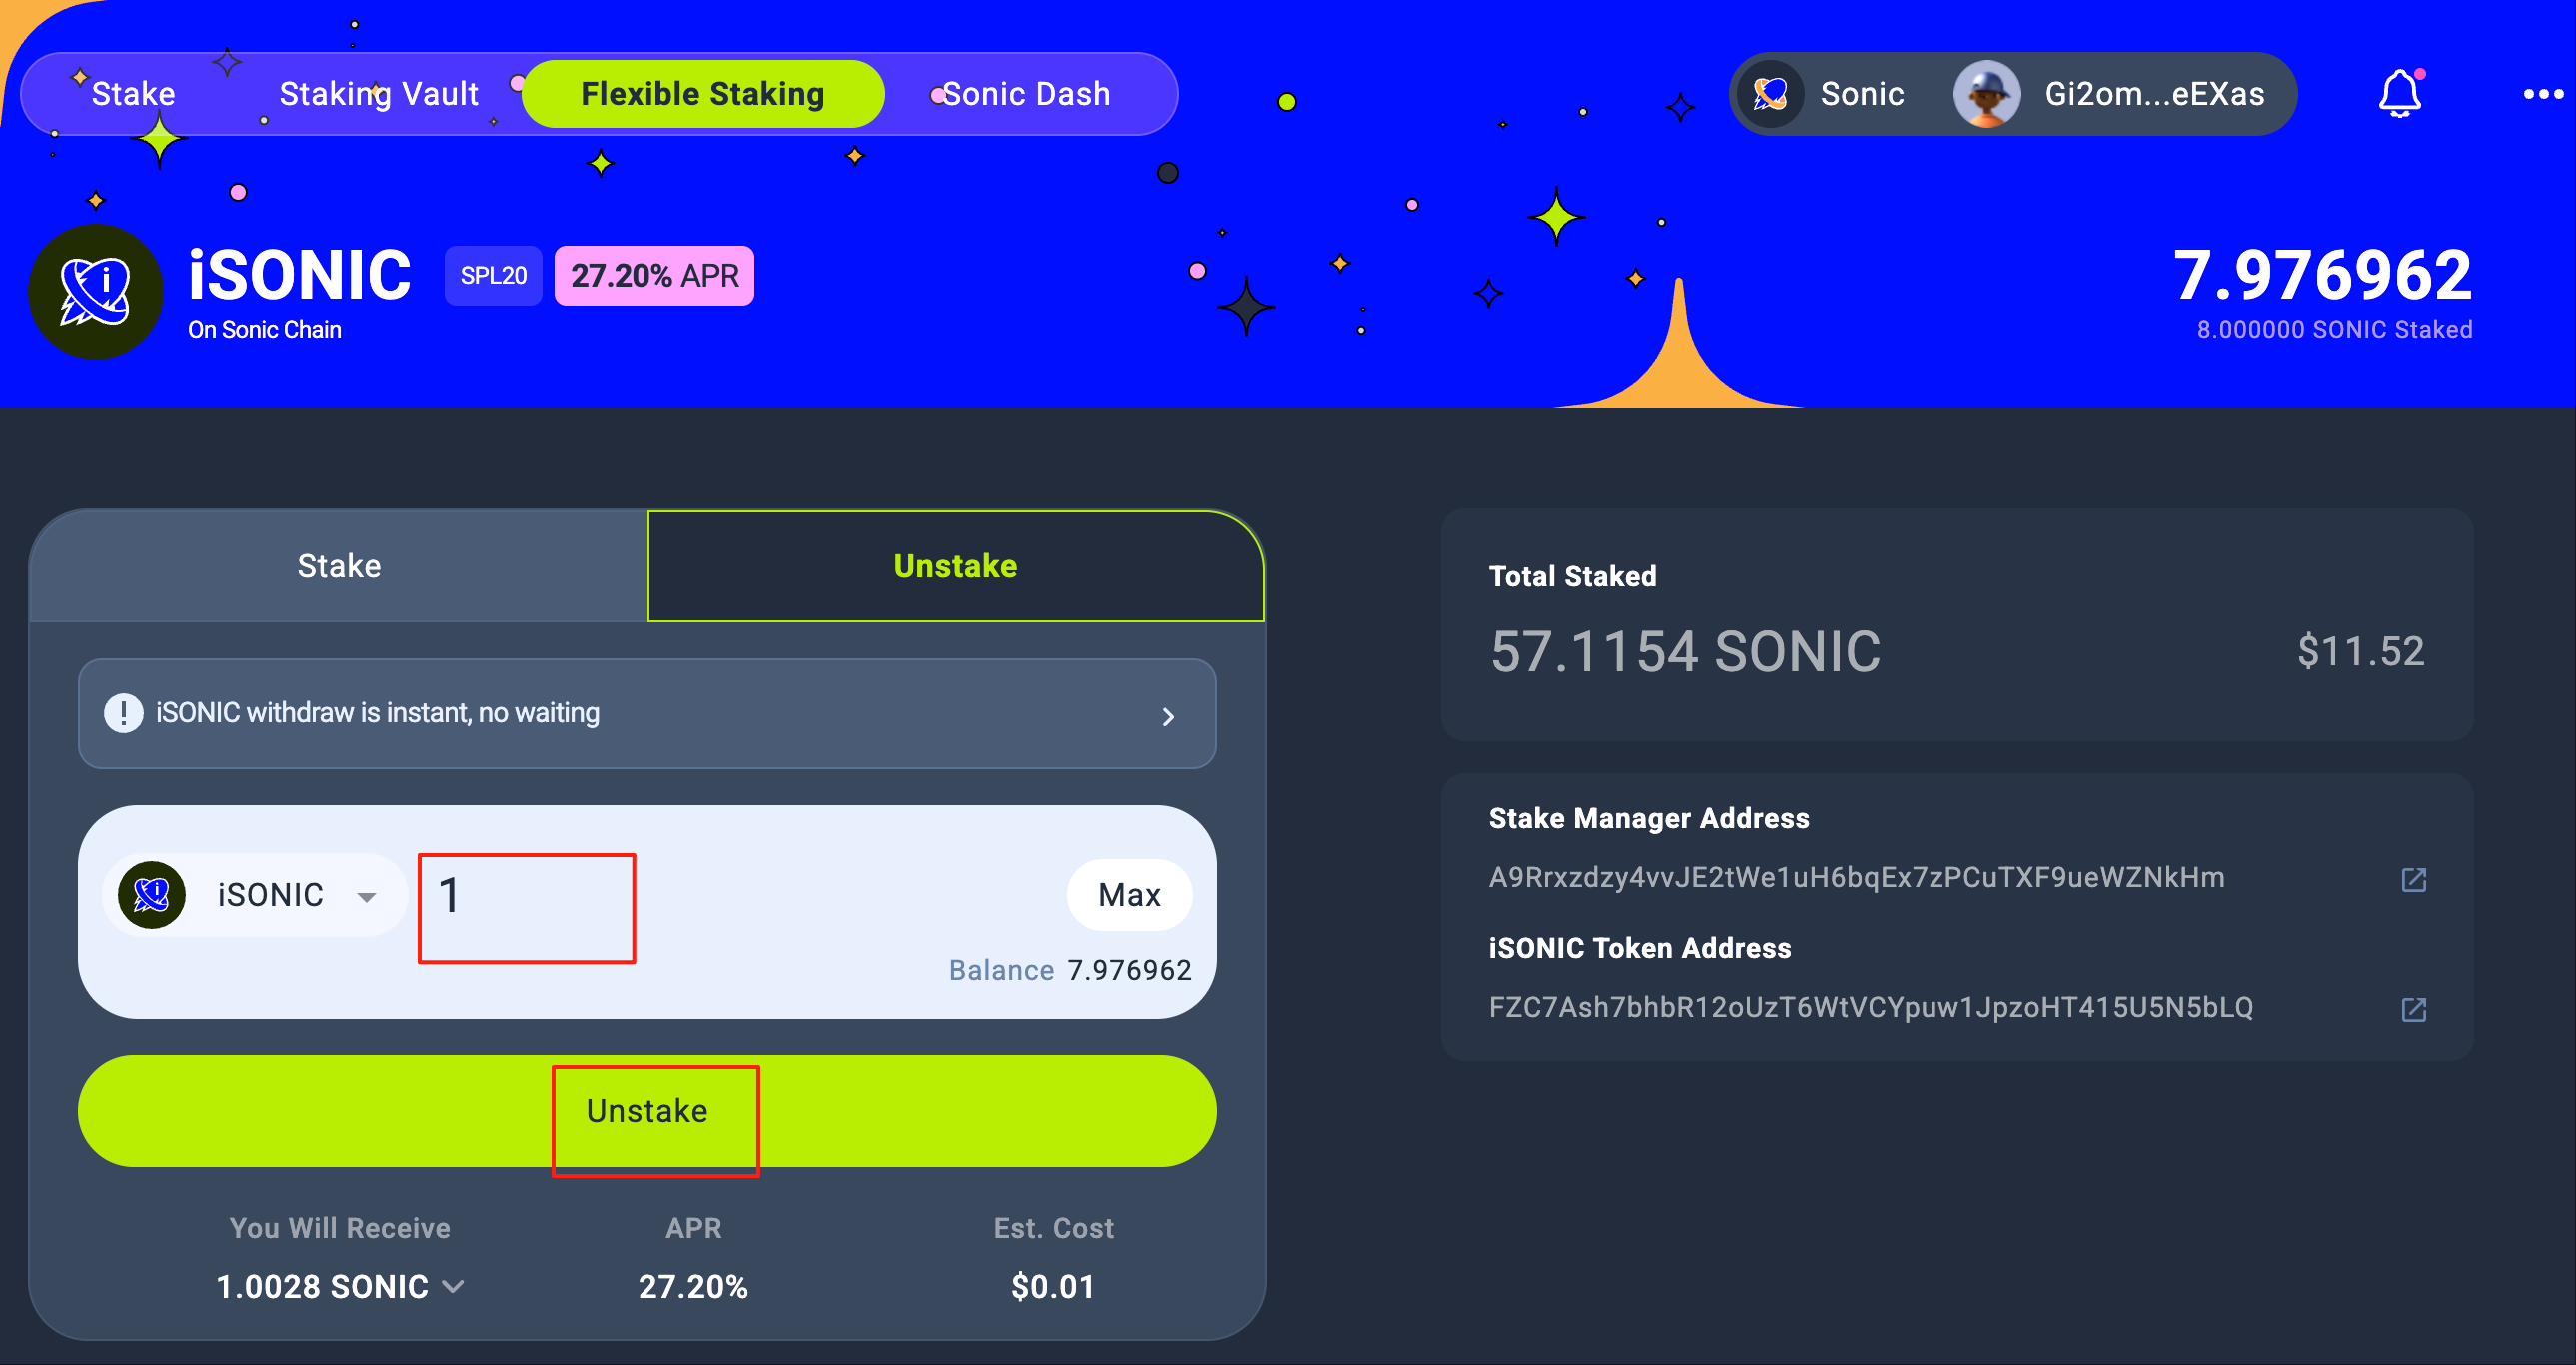 Stake
Staking Vault
Flexible Staking
Sonic Dash
Sonic
Gi2om...eEXas
iSONIC
SPL20
27.20% APR
On Sonic Chain
7.976962
8.000000 SONIC Staked
Stake
Unstake
iSONIC withdraw is instant, no waiting
iSONIC
1
Max
Balance 7.976962
Unstake
You Will Receive
1.0028 SONIC
APR
27.20%
Est. Cost
$0.01
Total Staked
57.1154 SONIC
$11.52
Stake Manager Address
A9Rrxzdzy4vvJE2tWe1uH6bqEx7zPCuTXF9ueWZNkHm
iSONIC Token Address
FZC7Ash7bhbR12oUzT6WtVCYpuw1JpzoHT415U5N5bLQ